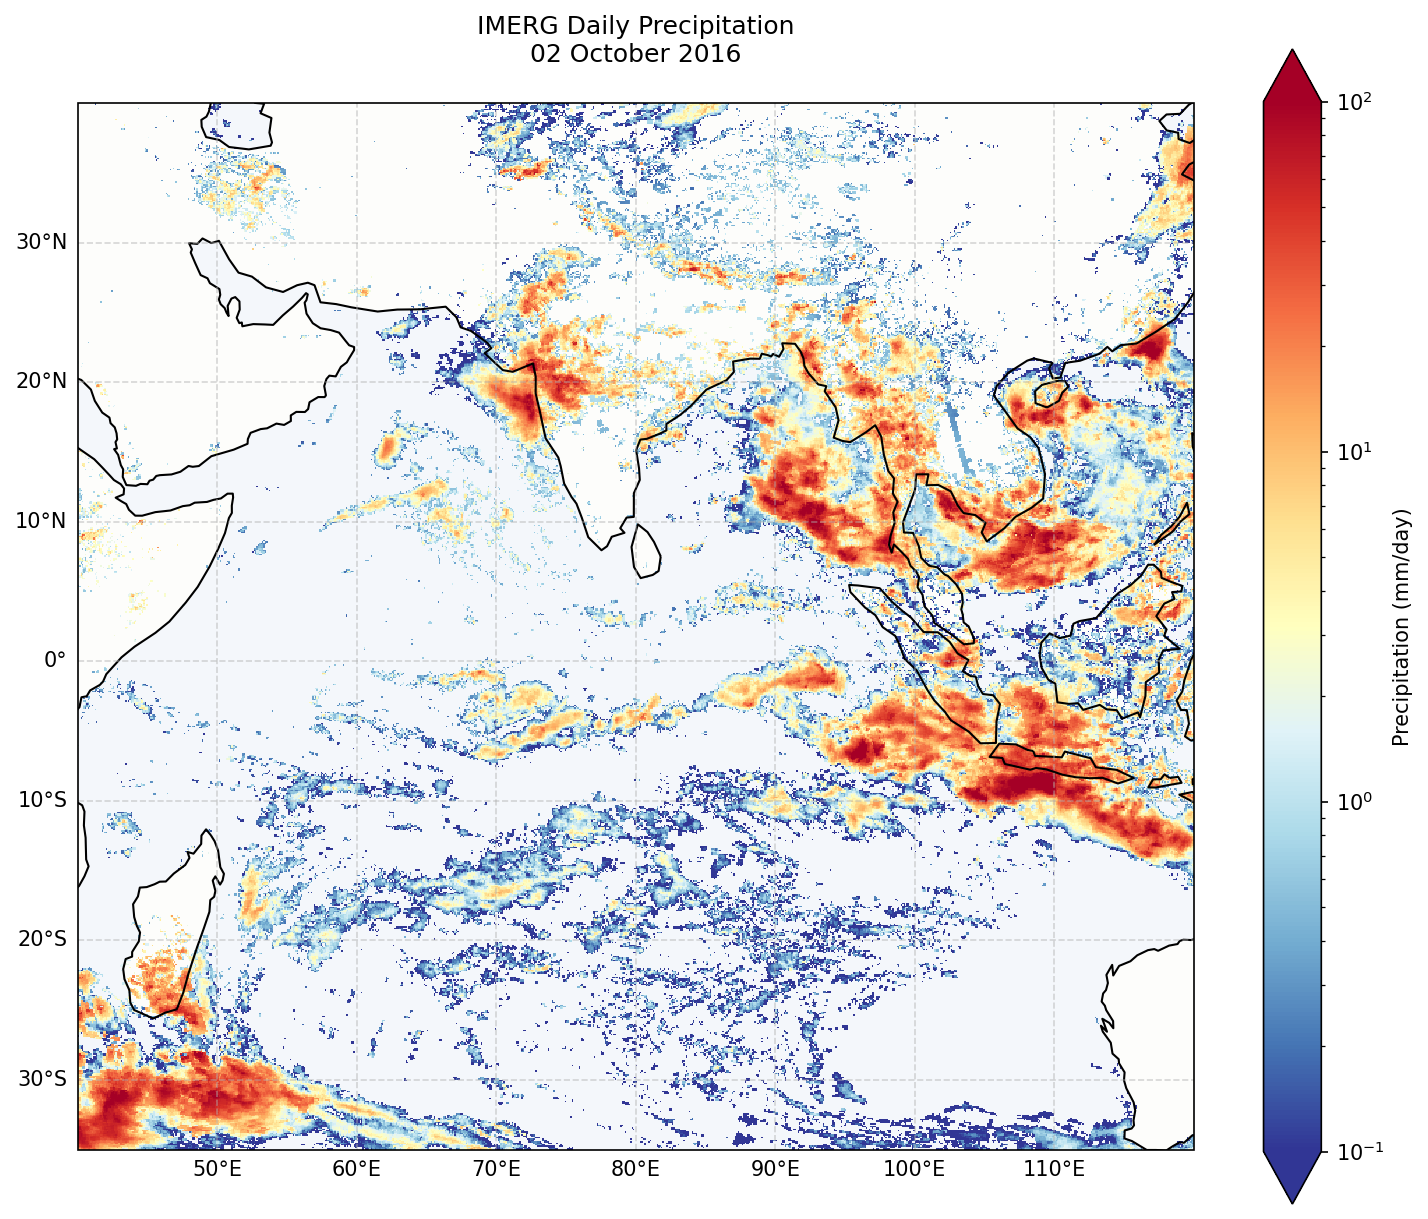 IMERG Daily Precipitation
02 October 2016
30°N
20°N
10°N
0°
10°S
20°S
30°S
50°E
60°E
70°E
80°E
90°E
100°E
110°E
10²
10¹
10⁰
10⁻¹
Precipitation (mm/day)